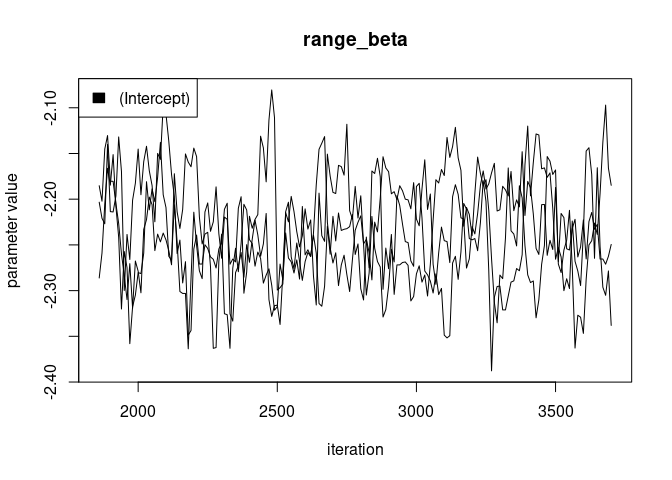 range_beta
(Intercept)
parameter value
-2.10
-2.20
-2.30
-2.40
2000
2500
3000
3500
iteration